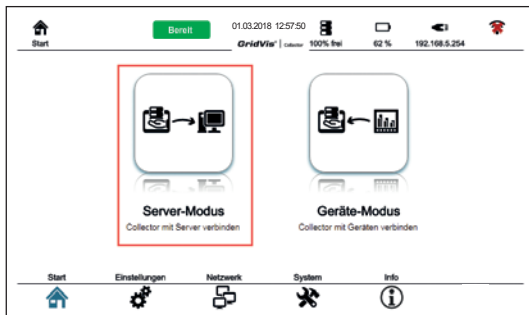 Start
Bereit
01.03.2018 12:57:50
GridVis® | Collector
100% frei
62 %
192.168.5.254
Server-Modus
Collector mit Server verbinden
Geräte-Modus
Collector mit Geräten verbinden
Start Einstellungen Netzwerk System Info